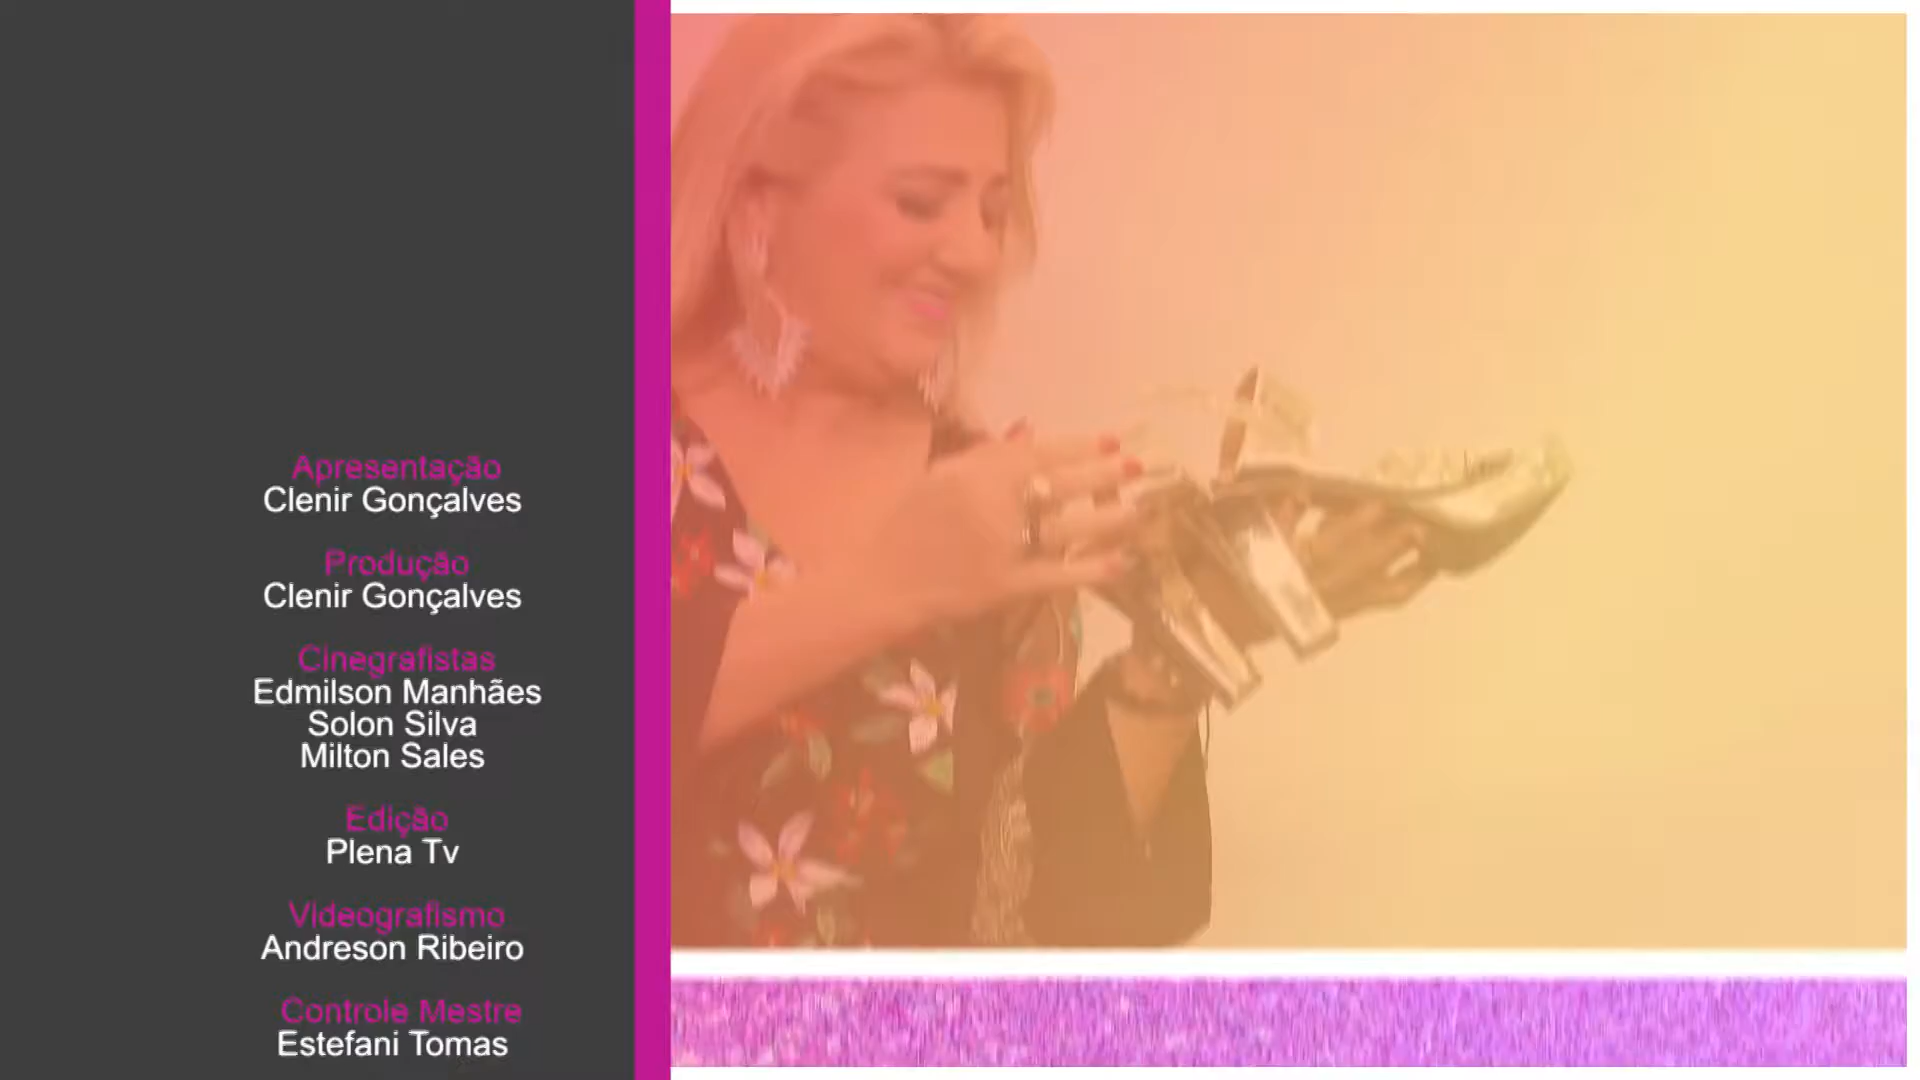 Apresentação
Clenir Gonçalves
Produção
Clenir Gonçalves
Cinegrafistas
Edmilson Manhães
Solon Silva
Milton Sales
Edição
Plena Tv
Videografismo
Andreson Ribeiro
Controle Mestre
Estefani Tomas